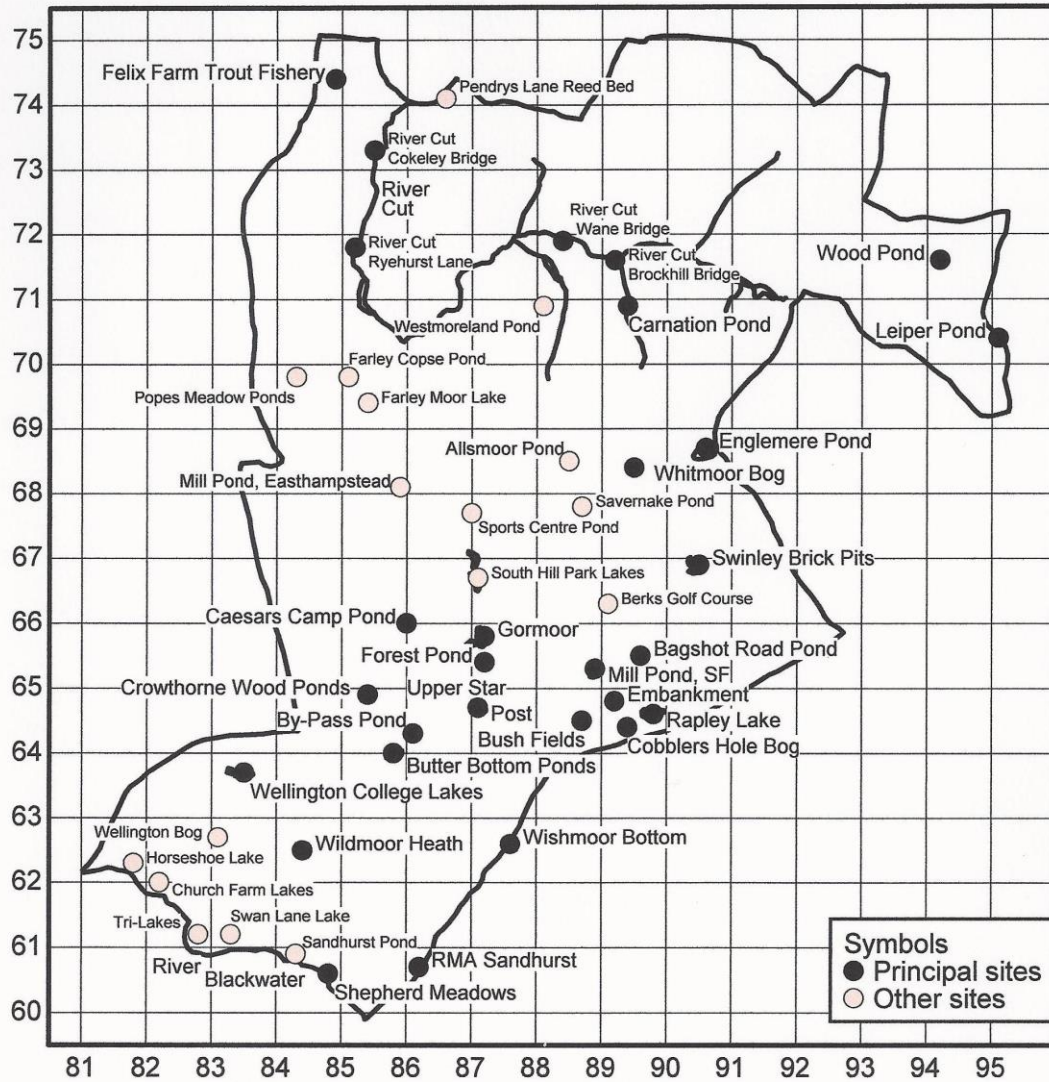 75
Felix Farm Trout Fishery
Pendrys Lane Reed Bed
74
River Cut
Cokeley Bridge
73
River
Cut
River Cut
Wane Bridge
72
River Cut
Ryehurst Lane
River Cut
Brockhill Bridge
Wood Pond
71
Westmoreland Pond
Carnation Pond
Leiper Pond
70
Farley Copse Pond
Popes Meadow Ponds
Farley Moor Lake
69
Allsmoor Pond
Englemere Pond
Whitmoor Bog
68
Mill Pond, Easthampstead
Savernake Pond
Sports Centre Pond
67
Swinley Brick Pits
South Hill Park Lakes
Berks Golf Course
66
Caesars Camp Pond
Gormoor
Bagshot Road Pond
Forest Pond
Mill Pond, SF
65
Crowthorne Wood Ponds
Upper Star
Post
Embankment
By-Pass Pond
Bush Fields
Rapley Lake
Cobblers Hole Bog
64
Butter Bottom Ponds
Wellington College Lakes
63
Wellington Bog
Wildmoor Heath
Wishmoor Bottom
Horseshoe Lake
62
Church Farm Lakes
Tri-Lakes
Swan Lane Lake
61
Sandhurst Pond
River
Blackwater
RMA Sandhurst
Shepherd Meadows
60
Symbols
Principal sites
Other sites
81 82 83 84 85 86 87 88 89 90 91 92 93 94 95